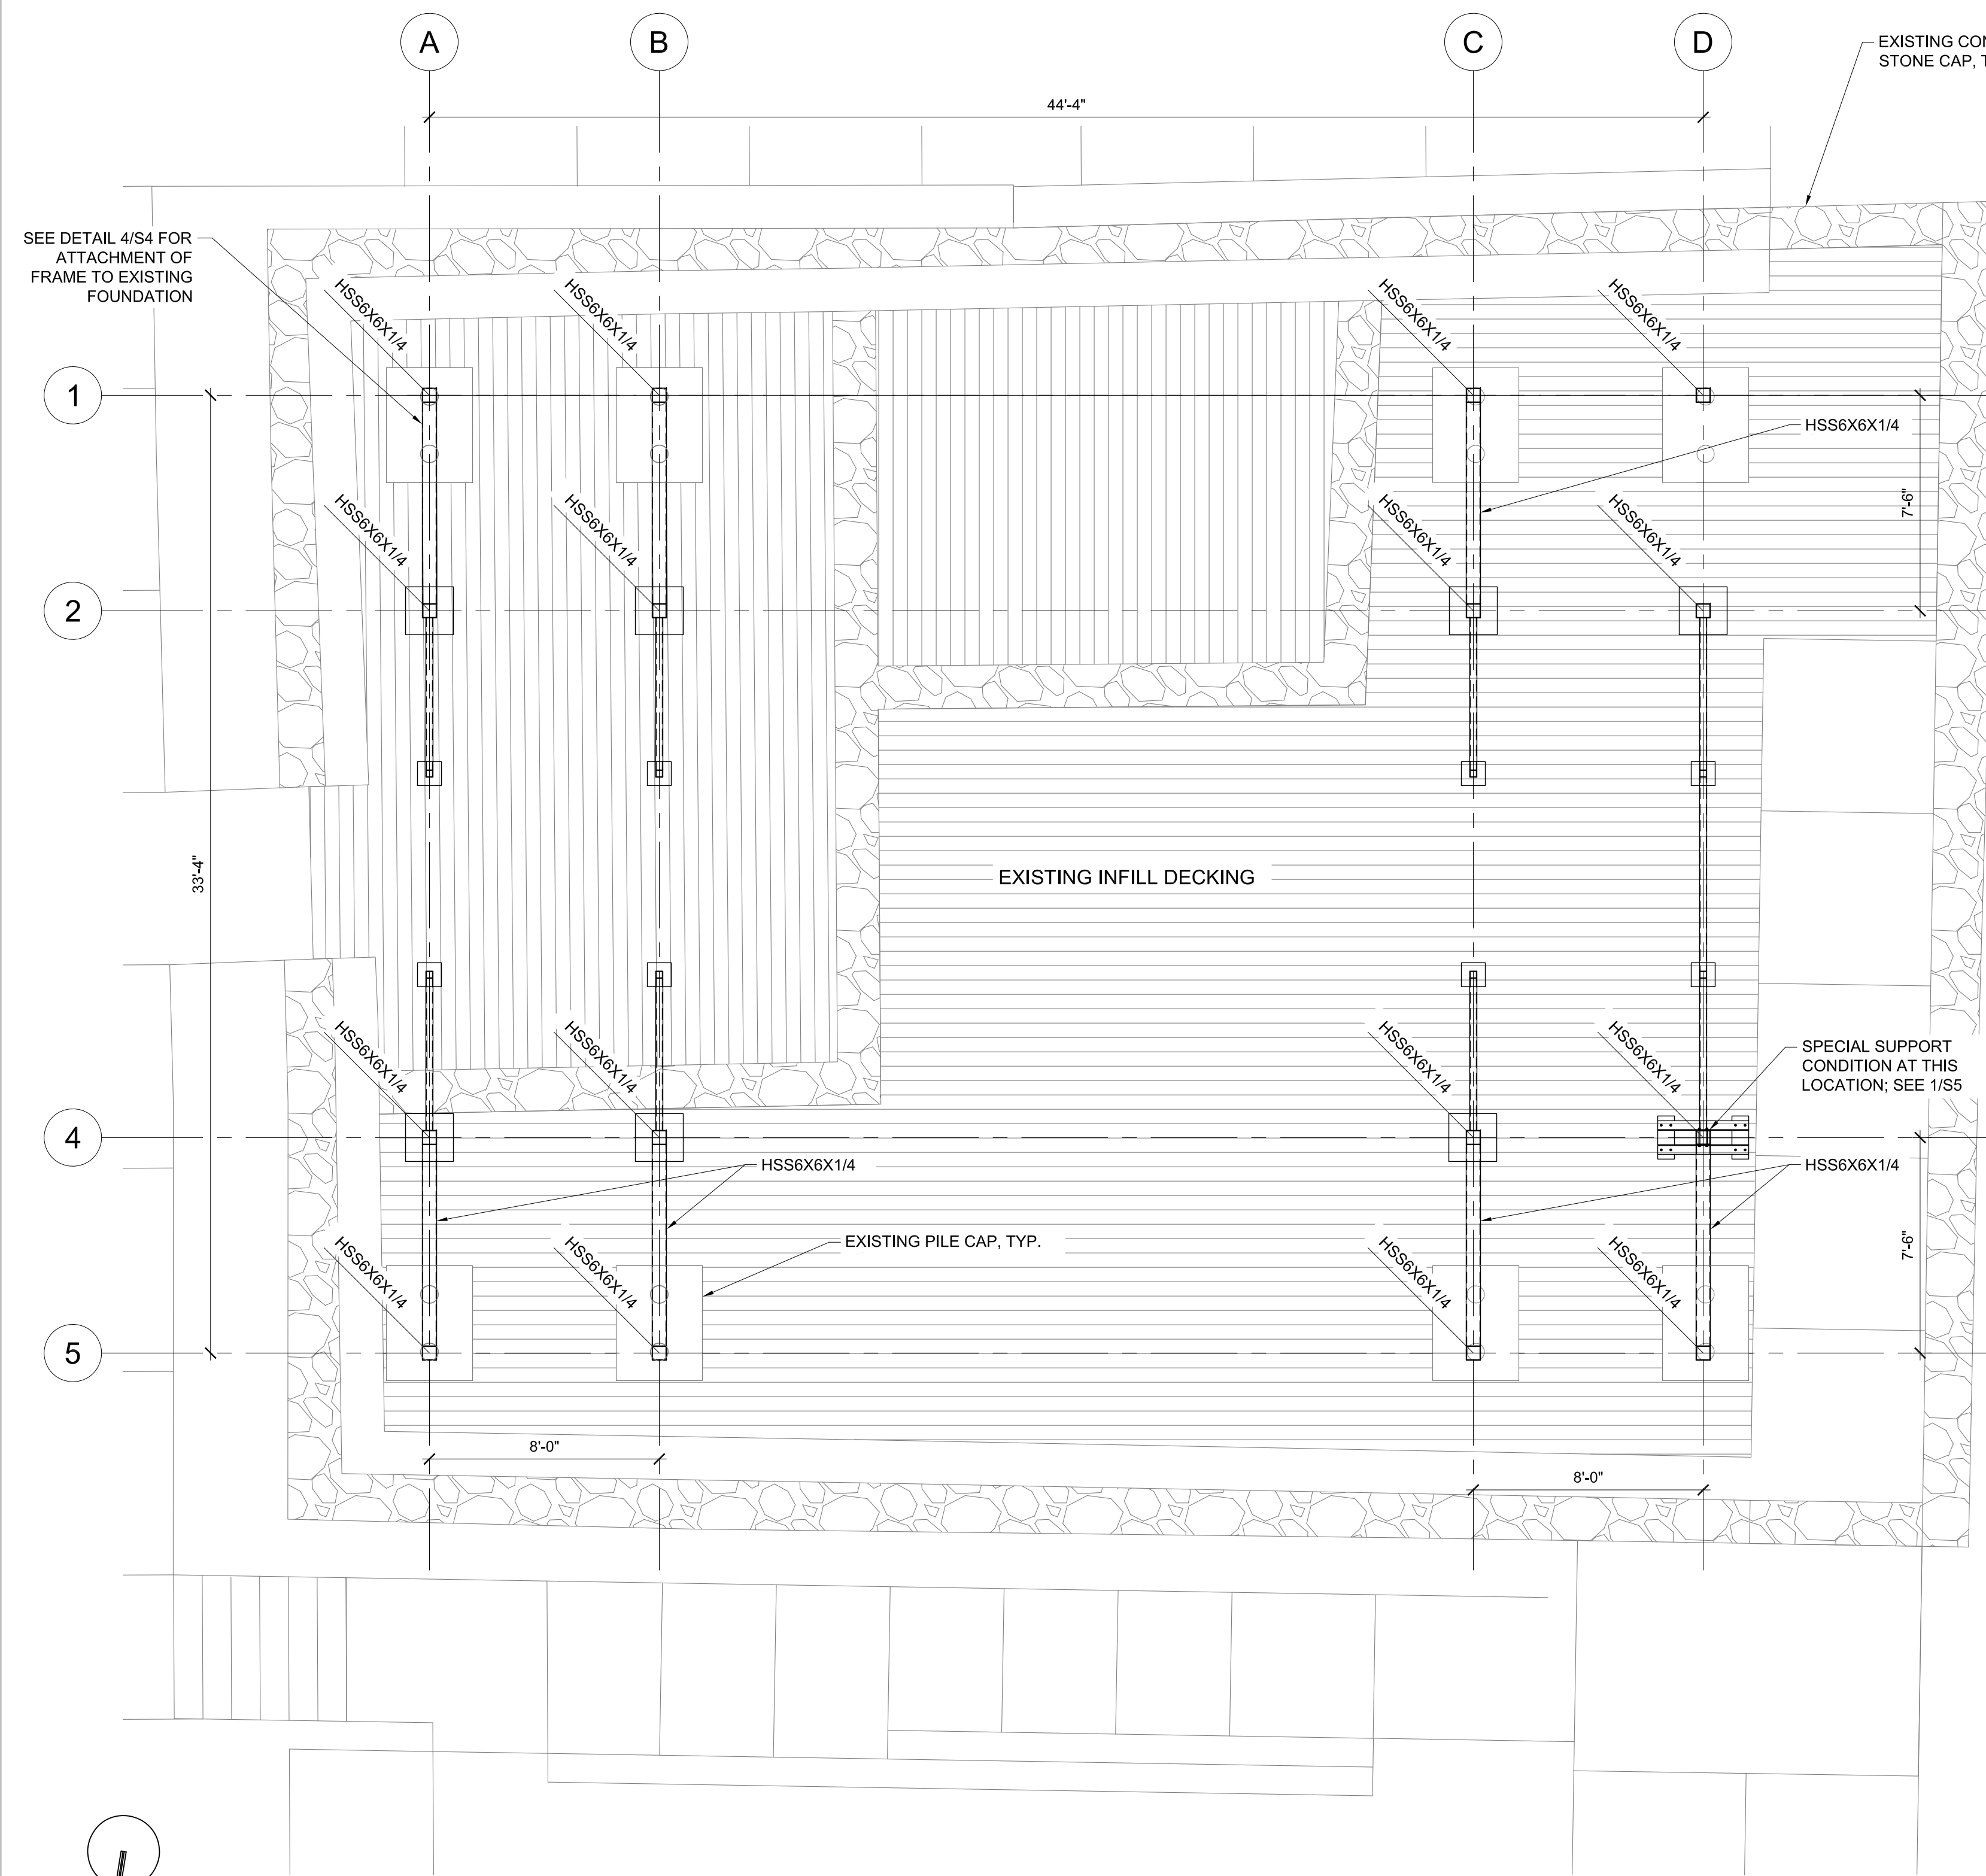 A
B
C
D
EXISTING
STONE CAP,
44'-4"
SEE DETAIL 4/S4 FOR
ATTACHMENT OF
FRAME TO EXISTING
FOUNDATION
HSS6X6X1/4
HSS6X6X1/4
HSS6X6X1/4
HSS6X6X1/4
1
HSS6X6X1/4
7'-6"
HSS6X6X1/4
HSS6X6X1/4
HSS6X6X1/4
HSS6X6X1/4
2
33'-4"
EXISTING INFILL DECKING
HSS6X6X1/4
HSS6X6X1/4
HSS6X6X1/4
HSS6X6X1/4
SPECIAL SUPPORT
CONDITION AT THIS
LOCATION; SEE 1/S5
4
HSS6X6X1/4
HSS6X6X1/4
EXISTING PILE CAP, TYP.
7'-6"
HSS6X6X1/4
HSS6X6X1/4
HSS6X6X1/4
HSS6X6X1/4
5
8'-0"
8'-0"